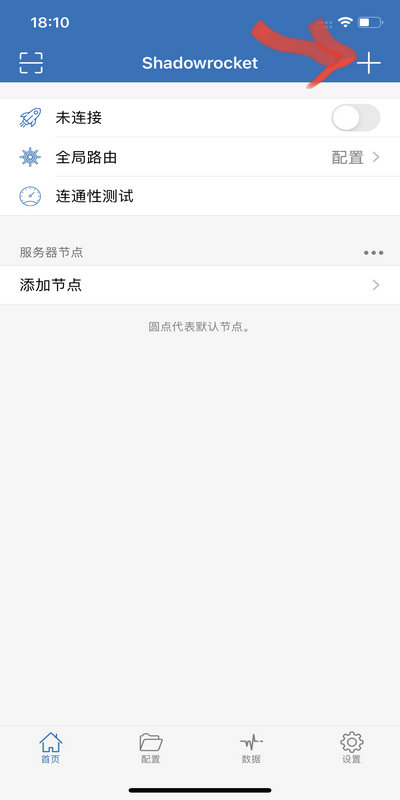 18:10
Shadowrocket
未连接
全局路由 配置
连通性测试
服务器节点
添加节点
圆点代表默认节点。
首页 配置 数据 设置